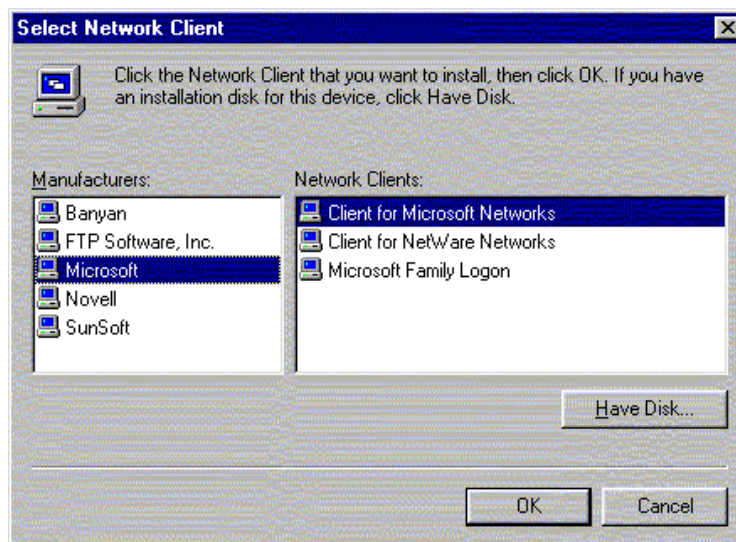 Select Network Client
Click the Network Client that you want to install, then click OK. If you have
an installation disk for this device, click Have Disk.
Manufacturers:
Banyan
FTP Software, Inc.
Microsoft
Novell
SunSoft
Network Clients:
Client for Microsoft Networks
Client for NetWare Networks
Microsoft Family Logon
Have Disk...
OK
Cancel